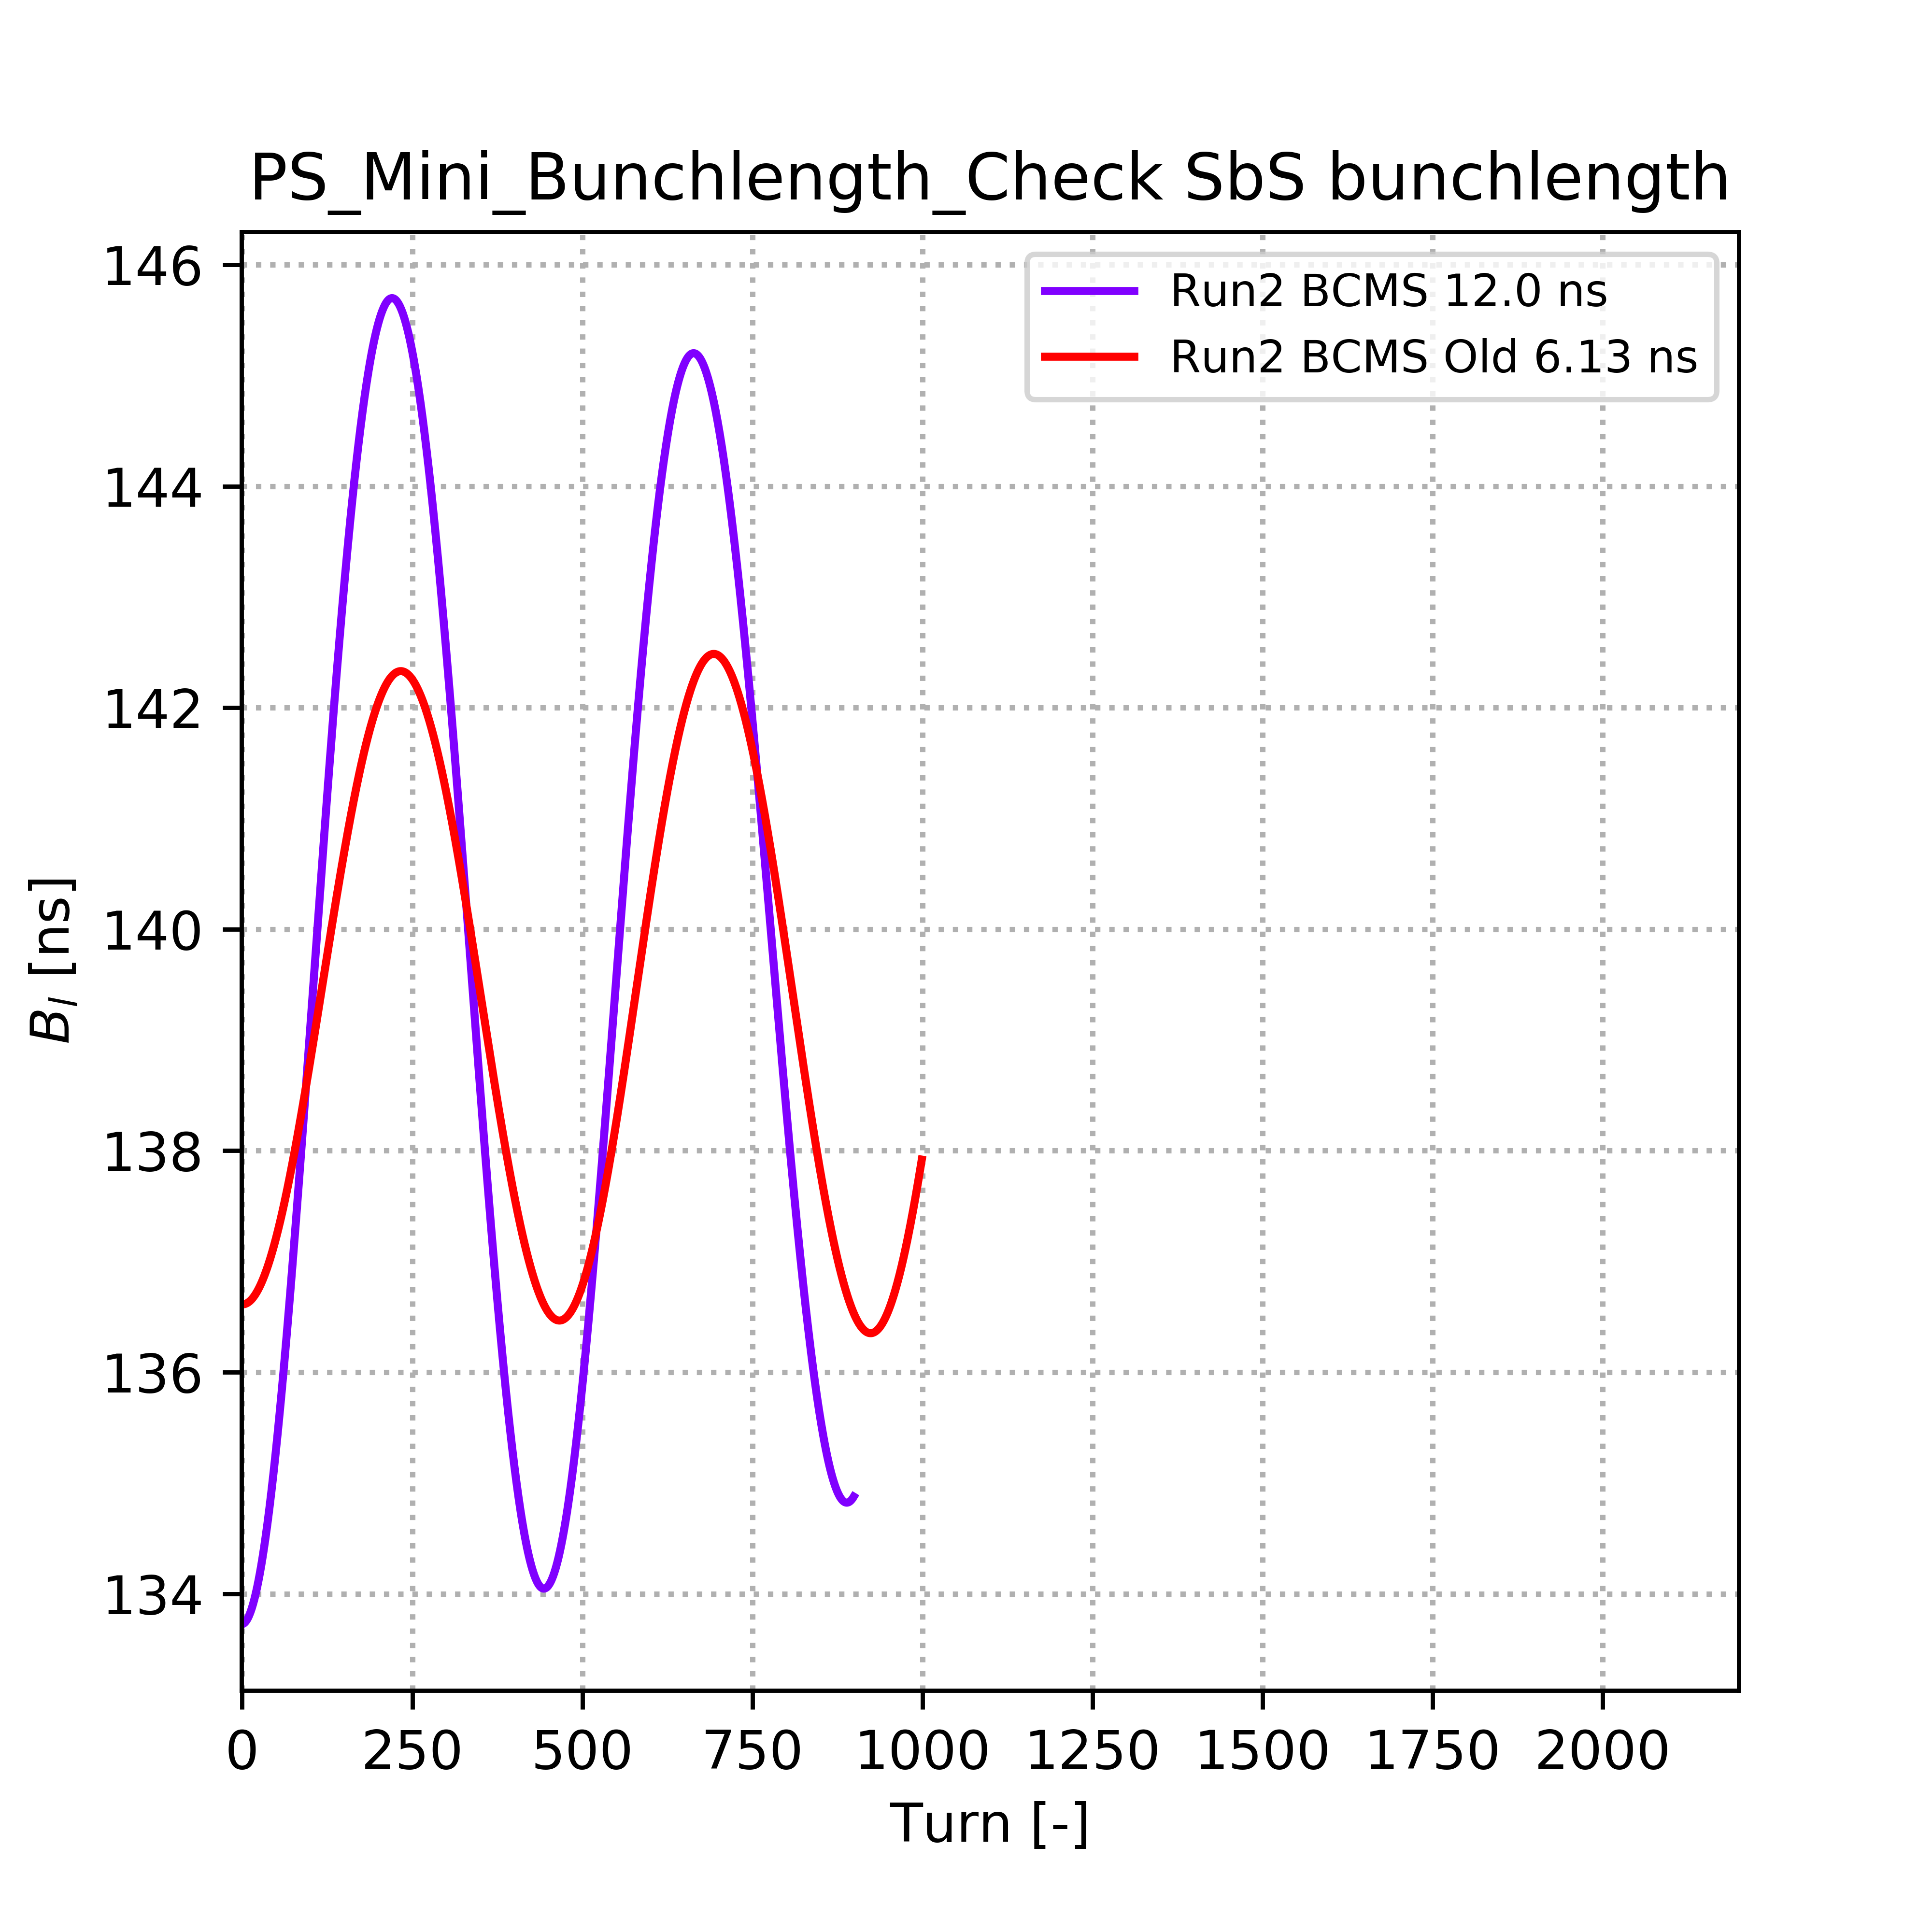 PS_Mini_Bunchlength_Check SbS bunchlength
Run2 BCMS 12.0 ns
Run2 BCMS Old 6.13 ns
146
144
142
140
138
136
134
B_l [ns]
0 250 500 750 1000 1250 1500 1750 2000
Turn [-]